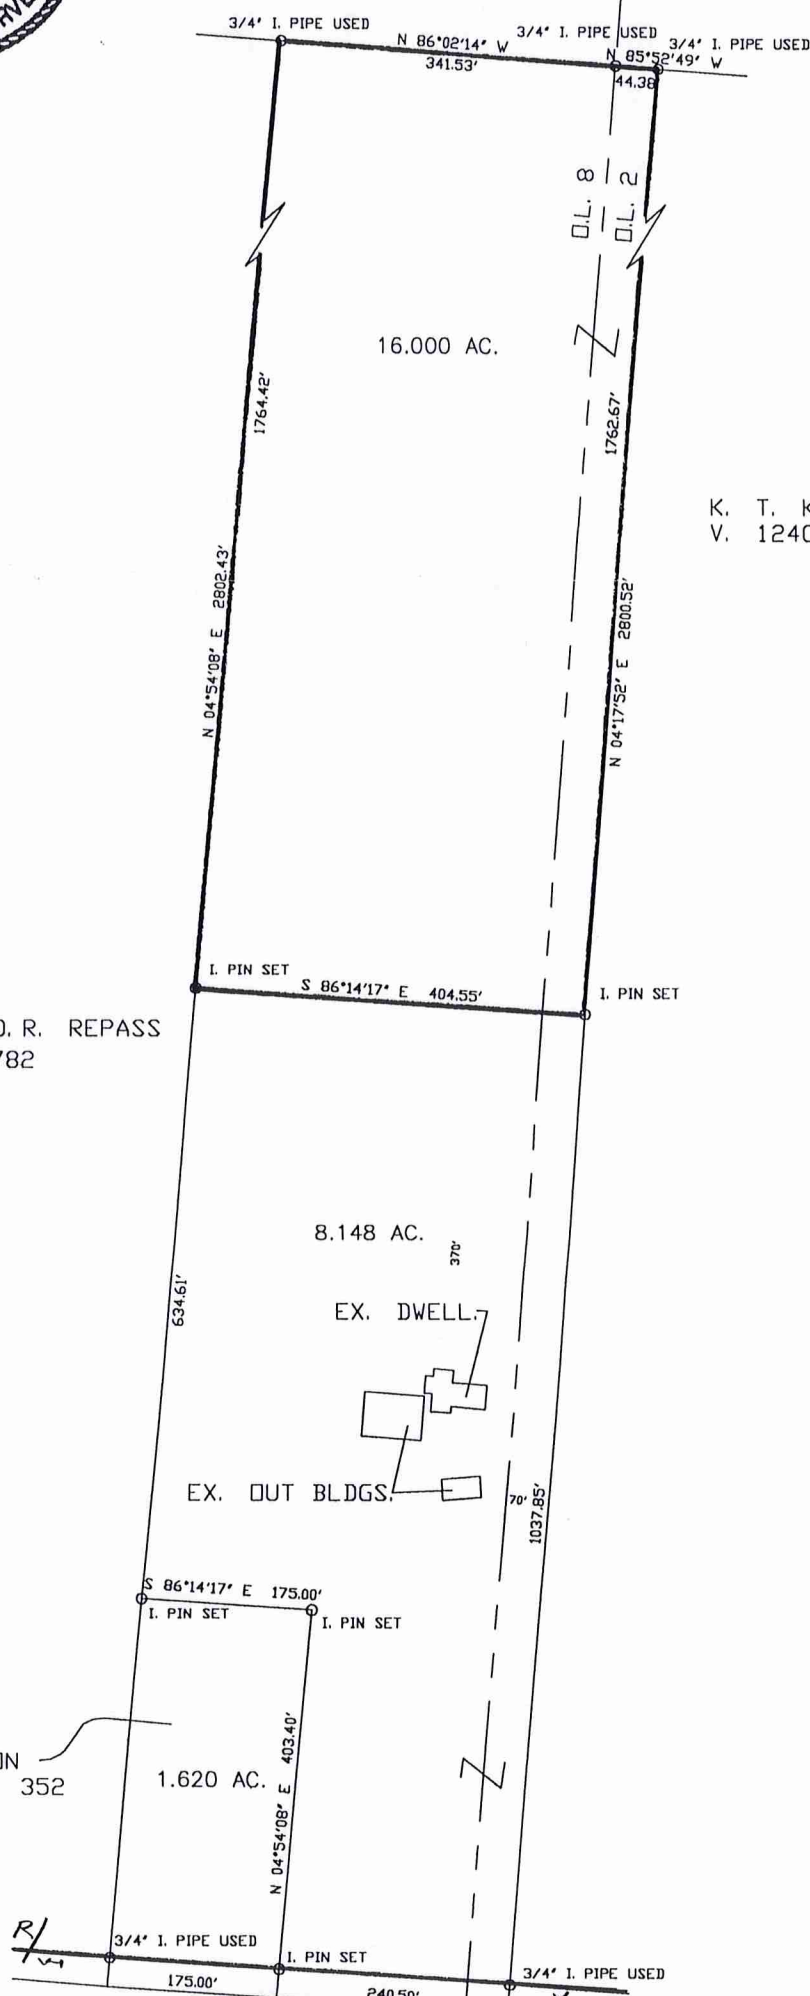 3/4" I. PIPE USED
N 86°02'14" W
341.53'
3/4" I. PIPE USED
3/4" I. PIPE USED
N 85°52'49" W
44.38
O.L. 8
O.L. 2
16.000 AC.
1764.42'
1762.67'
K. T.
V. 1240
N 04°54'08" E 2802.43'
N 04°17'52" E 2800.52'
I. PIN SET
S 86°14'17" E 404.55'
I. PIN SET
R. REPASS
782
8.148 AC.
370'
EX. DWELL.
634.61'
EX. OUT BLDGS.
70'
1037.85'
S 86°14'17" E 175.00'
I. PIN SET
I. PIN SET
352
1.620 AC.
N 04°54'08" E 403.40'
R/W
3/4" I. PIPE USED
I. PIN SET
3/4" I. PIPE USED
175.00'
240.50'